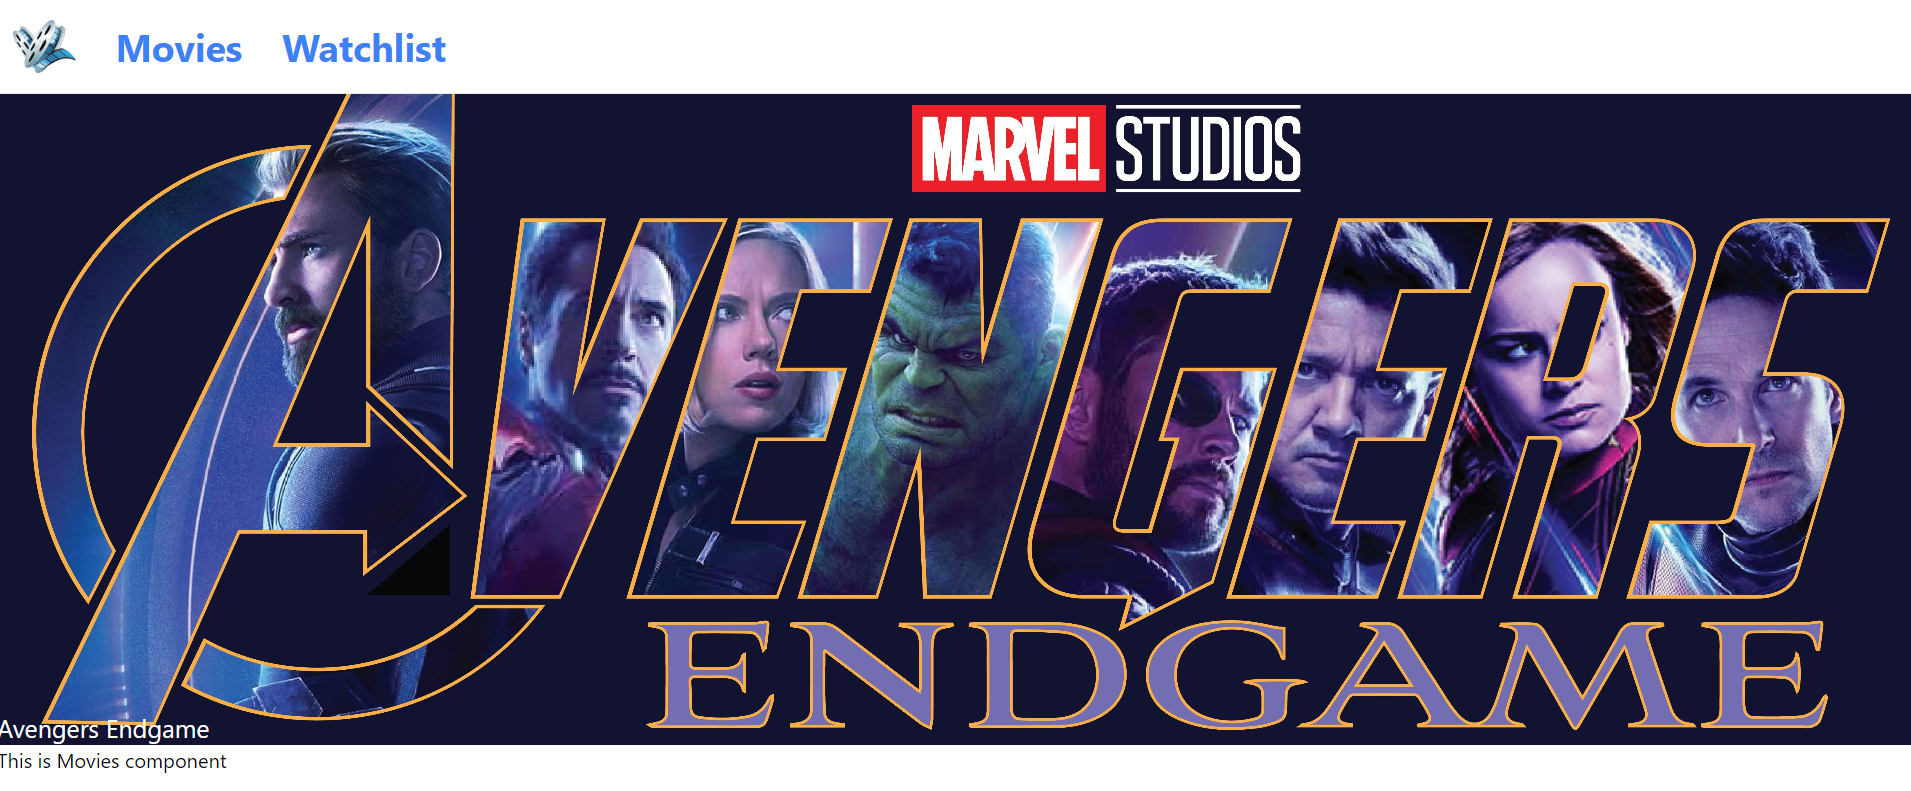 Movies Watchlist
MARVEL STUDIOS
AVENGERS
ENDGAME
Avengers Endgame
This is Movies component